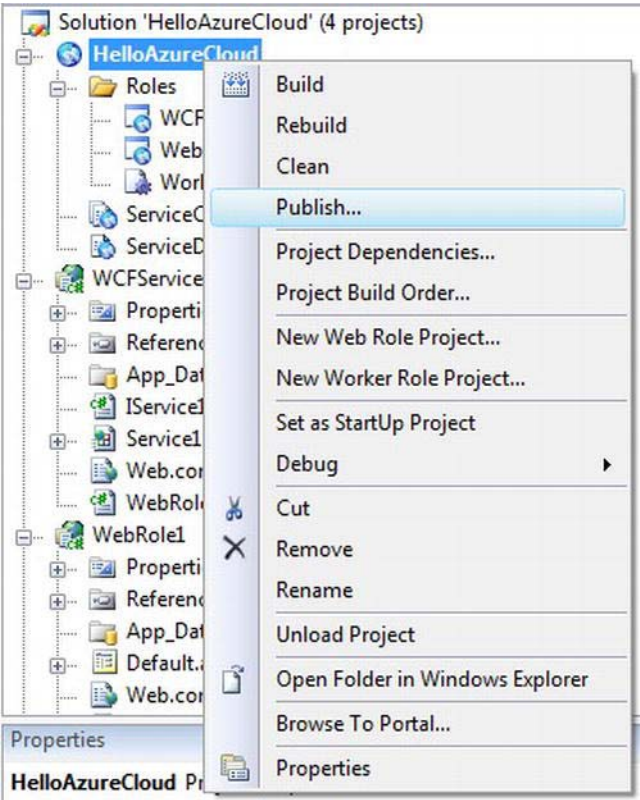 Solution 'HelloAzureCloud' (4 projects)
HelloAzureCloud
Roles
WCF
Web
Worl
ServiceC
ServiceD
WCFService
Properti
Referenc
App_Dat
IService1
Service1
Web.con
WebRole
WebRole1
Properti
Referenc
App_Dat
Default.a
Web.con
Build
Rebuild
Clean
Publish...
Project Dependencies...
Project Build Order...
New Web Role Project...
New Worker Role Project...
Set as StartUp Project
Debug
Cut
Remove
Rename
Unload Project
Open Folder in Windows Explorer
Browse To Portal...
Properties
Properties
HelloAzureCloud Pr